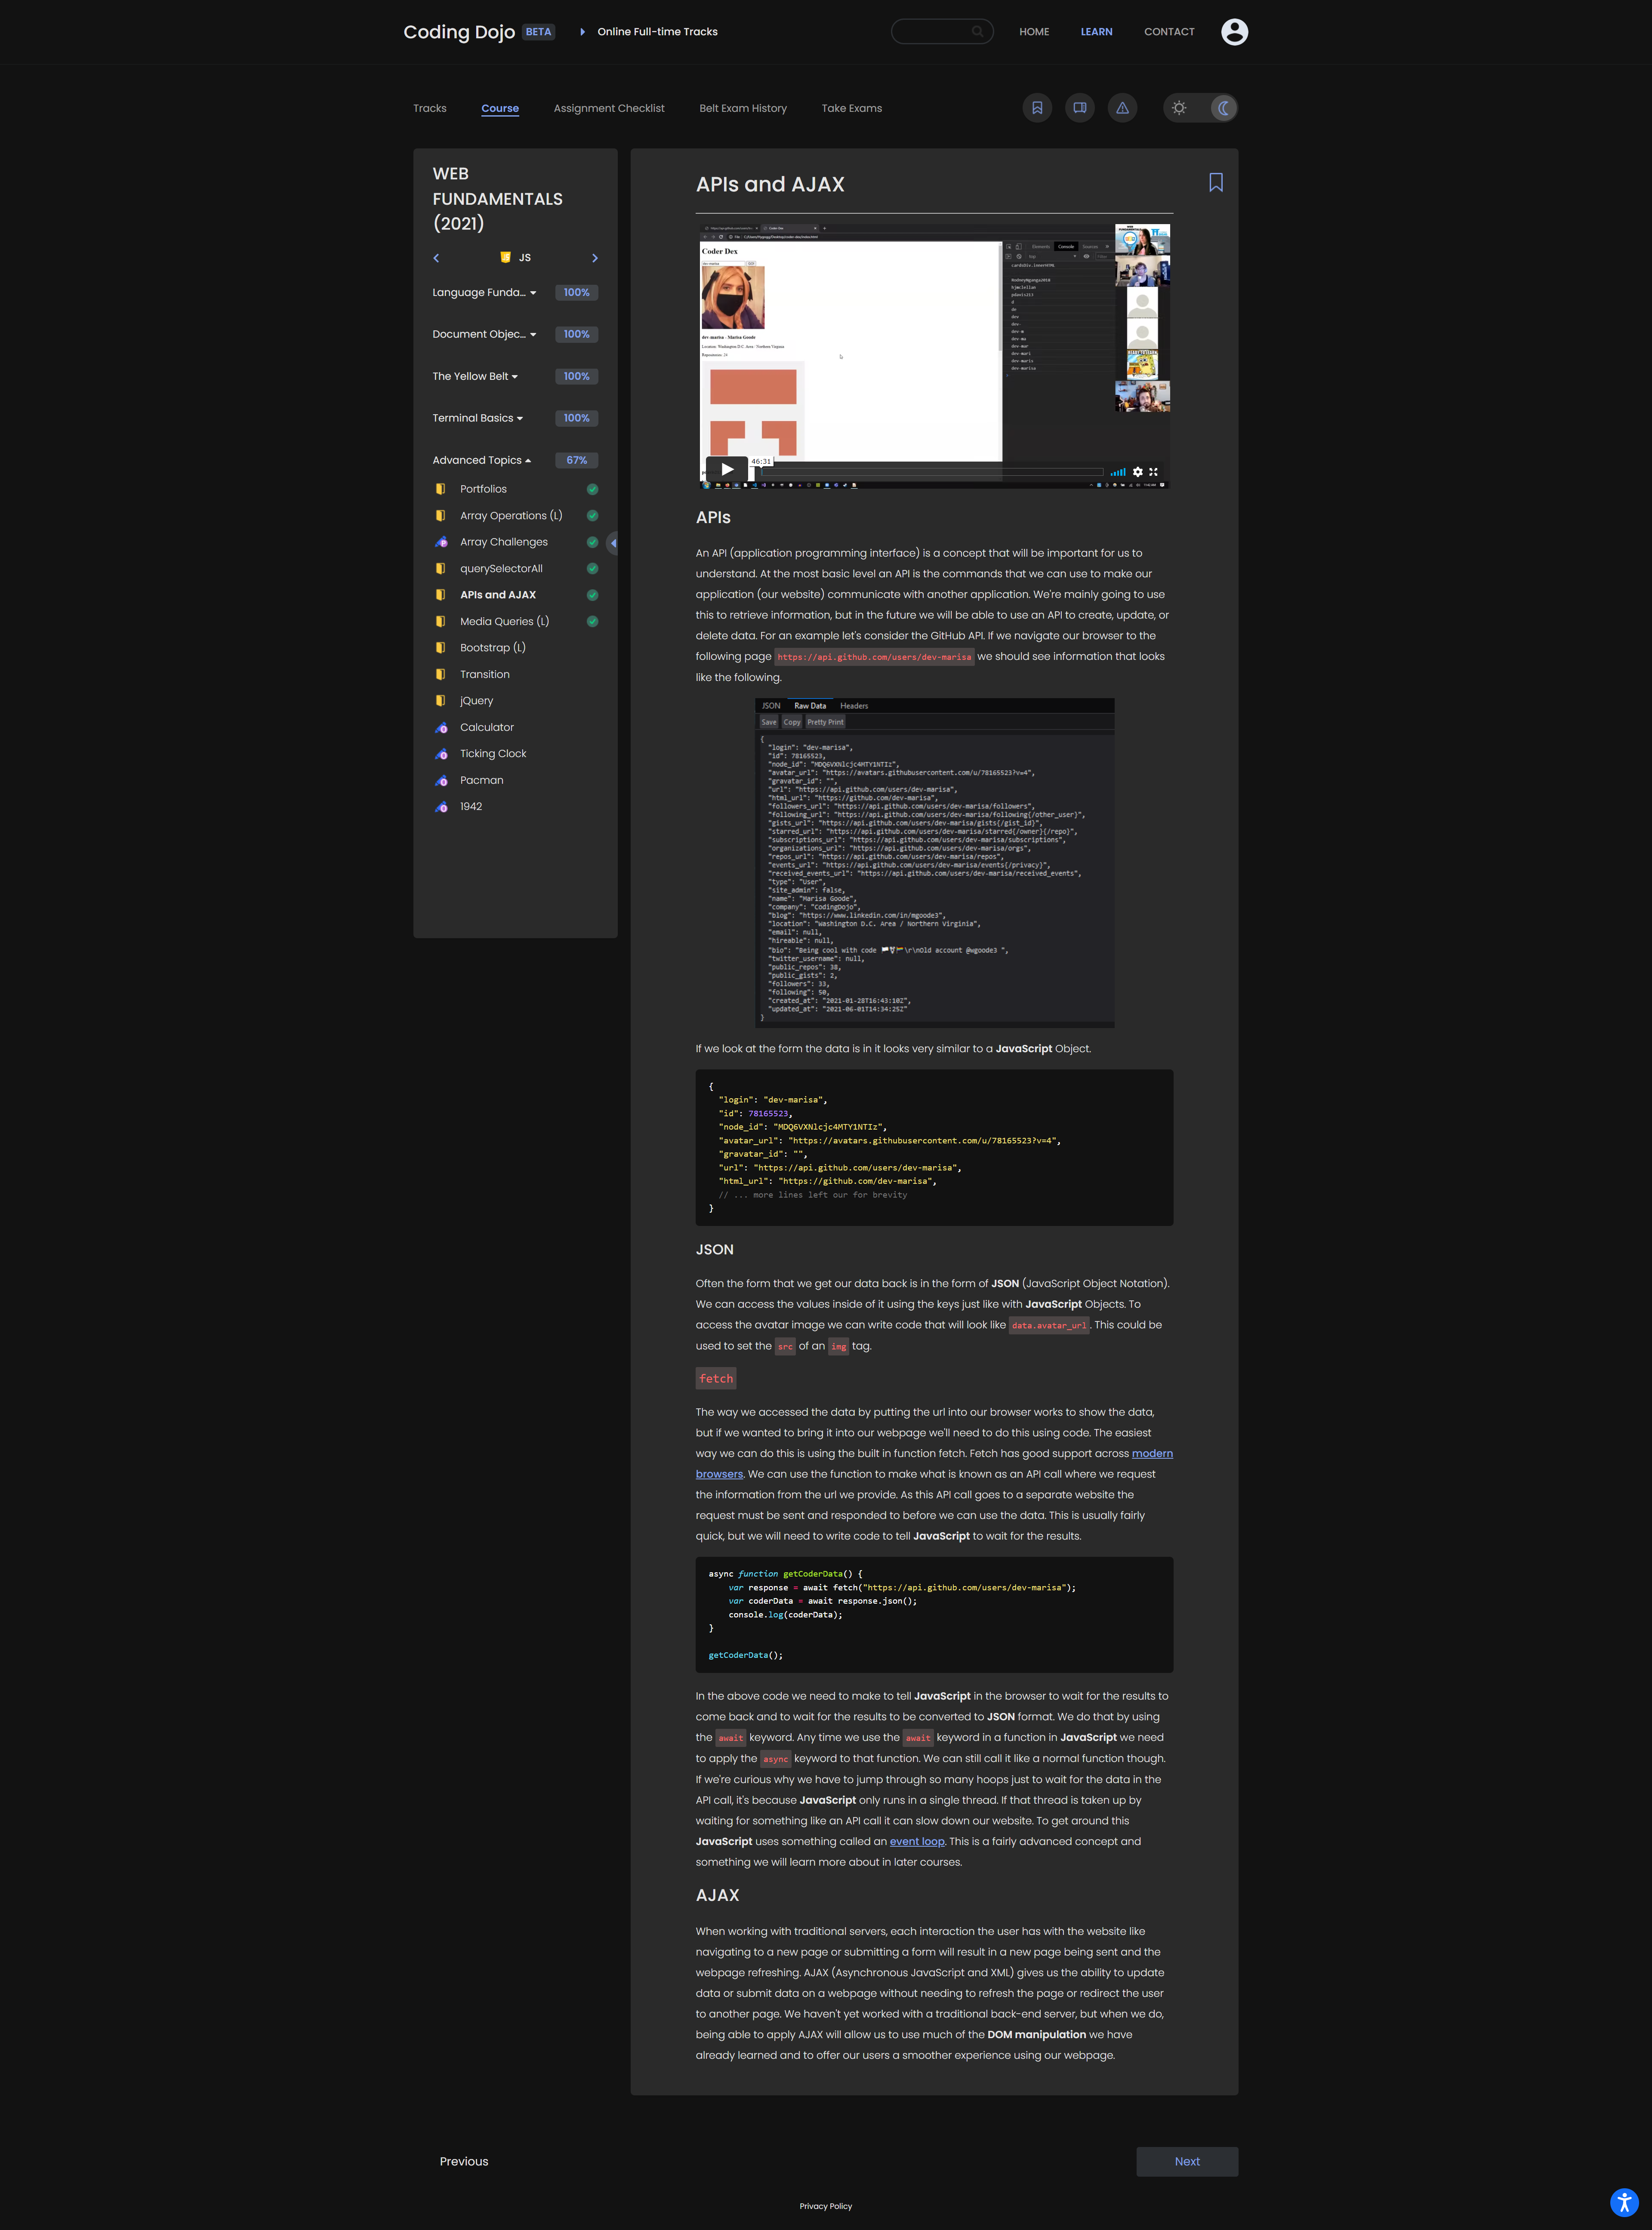 Coding Dojo BETA Online Full-time Tracks HOME LEARN CONTACT
Tracks Course Assignment Checklist Belt Exam History Take Exams
WEB
FUNDAMENTALS
(2021)
JS
Language Funda... 100%
Document Objec... 100%
The Yellow Belt 100%
Terminal Basics 100%
Advanced Topics 67%
Portfolios
Array Operations (L)
Array Challenges
querySelectorAll
APIs and AJAX
Media Queries (L)
Bootstrap (L)
Transition
jQuery
Calculator
Ticking Clock
Pacman
1942
APIs and AJAX
Coder Dex
Elements Console Sources
dev-marisa - Marisa Goode
Location: Washington D.C. Area / Northern Virginia
46:31
APIs
An API (application programming interface) is a concept that will be important for us to
understand. At the most basic level an API is the commands that we can use to make our
application (our website) communicate with another application. We're mainly going to use
this to retrieve information, but in the future we will be able to use an API to create, update, or
delete data. For an example let's consider the GitHub API. If we navigate our browser to the
following page https://api.github.com/users/dev-marisa we should see information that looks
like the following.
JSON Raw Data Headers
Save Copy Pretty Print
{
"login": "dev-marisa",
"id": 78165523,
"node_id": "MDQ6VXNlcjc4MTY1NTIz",
"avatar_url": "https://avatars.githubusercontent.com/u/78165523?v=4",
"gravatar_id": "",
"url": "https://api.github.com/users/dev-marisa",
"html_url": "https://github.com/dev-marisa",
"followers_url": "https://api.github.com/users/dev-marisa/followers",
"following_url": "https://api.github.com/users/dev-marisa/following{/other_user}",
"gists_url": "https://api.github.com/users/dev-marisa/gists{/gist_id}",
"starred_url": "https://api.github.com/users/dev-marisa/starred{/owner}{/repo}",
"subscriptions_url": "https://api.github.com/users/dev-marisa/subscriptions",
"organizations_url": "https://api.github.com/users/dev-marisa/orgs",
"repos_url": "https://api.github.com/users/dev-marisa/repos",
"events_url": "https://api.github.com/users/dev-marisa/events{/privacy}",
"received_events_url": "https://api.github.com/users/dev-marisa/received_events",
"type": "User",
"site_admin": false,
"name": "Marisa Goode",
"company": "CodingDojo",
"blog": "https://www.linkedin.com/in/mgoode3",
"location": "Washington D.C. Area / Northern Virginia",
"email": null,
"hireable": null,
"bio": "Being cool with code \r\nOld account @wgoode3 ",
"twitter_username": null,
"public_repos": 38,
"public_gists": 2,
"followers": 33,
"following": 50,
"created_at": "2021-01-28T16:43:10Z",
"updated_at": "2021-06-01T14:34:25Z"
}
If we look at the form the data is in it looks very similar to a JavaScript Object.
{
"login": "dev-marisa",
"id": 78165523,
"node_id": "MDQ6VXNlcjc4MTY1NTIz",
"avatar_url": "https://avatars.githubusercontent.com/u/78165523?v=4",
"gravatar_id": "",
"url": "https://api.github.com/users/dev-marisa",
"html_url": "https://github.com/dev-marisa",
// ... more lines left our for brevity
}
JSON
Often the form that we get our data back is in the form of JSON (JavaScript Object Notation).
We can access the values inside of it using the keys just like with JavaScript Objects. To
access the avatar image we can write code that will look like data.avatar_url. This could be
used to set the src of an img tag.
fetch
The way we accessed the data by putting the url into our browser works to show the data,
but if we wanted to bring it into our webpage we'll need to do this using code. The easiest
way we can do this is using the built in function fetch. Fetch has good support across modern
browsers. We can use the function to make what is known as an API call where we request
the information from the url we provide. As this API call goes to a separate website the
request must be sent and responded to before we can use the data. This is usually fairly
quick, but we will need to write code to tell JavaScript to wait for the results.
async function getCoderData() {
var response = await fetch("https://api.github.com/users/dev-marisa");
var coderData = await response.json();
console.log(coderData);
}
getCoderData();
In the above code we need to make to tell JavaScript in the browser to wait for the results to
come back and to wait for the results to be converted to JSON format. We do that by using
the await keyword. Any time we use the await keyword in a function in JavaScript we need
to apply the async keyword to that function. We can still call it like a normal function though.
If we're curious why we have to jump through so many hoops just to wait for the data in the
API call, it's because JavaScript only runs in a single thread. If that thread is taken up by
waiting for something like an API call it can slow down our website. To get around this
JavaScript uses something called an event loop. This is a fairly advanced concept and
something we will learn more about in later courses.
AJAX
When working with traditional servers, each interaction the user has with the website like
navigating to a new page or submitting a form will result in a new page being sent and the
webpage refreshing. AJAX (Asynchronous JavaScript and XML) gives us the ability to update
data or submit data on a webpage without needing to refresh the page or redirect the user
to another page. We haven't yet worked with a traditional back-end server, but when we do,
being able to apply AJAX will allow us to use much of the DOM manipulation we have
already learned and to offer our users a smoother experience using our webpage.
Previous Next
Privacy Policy